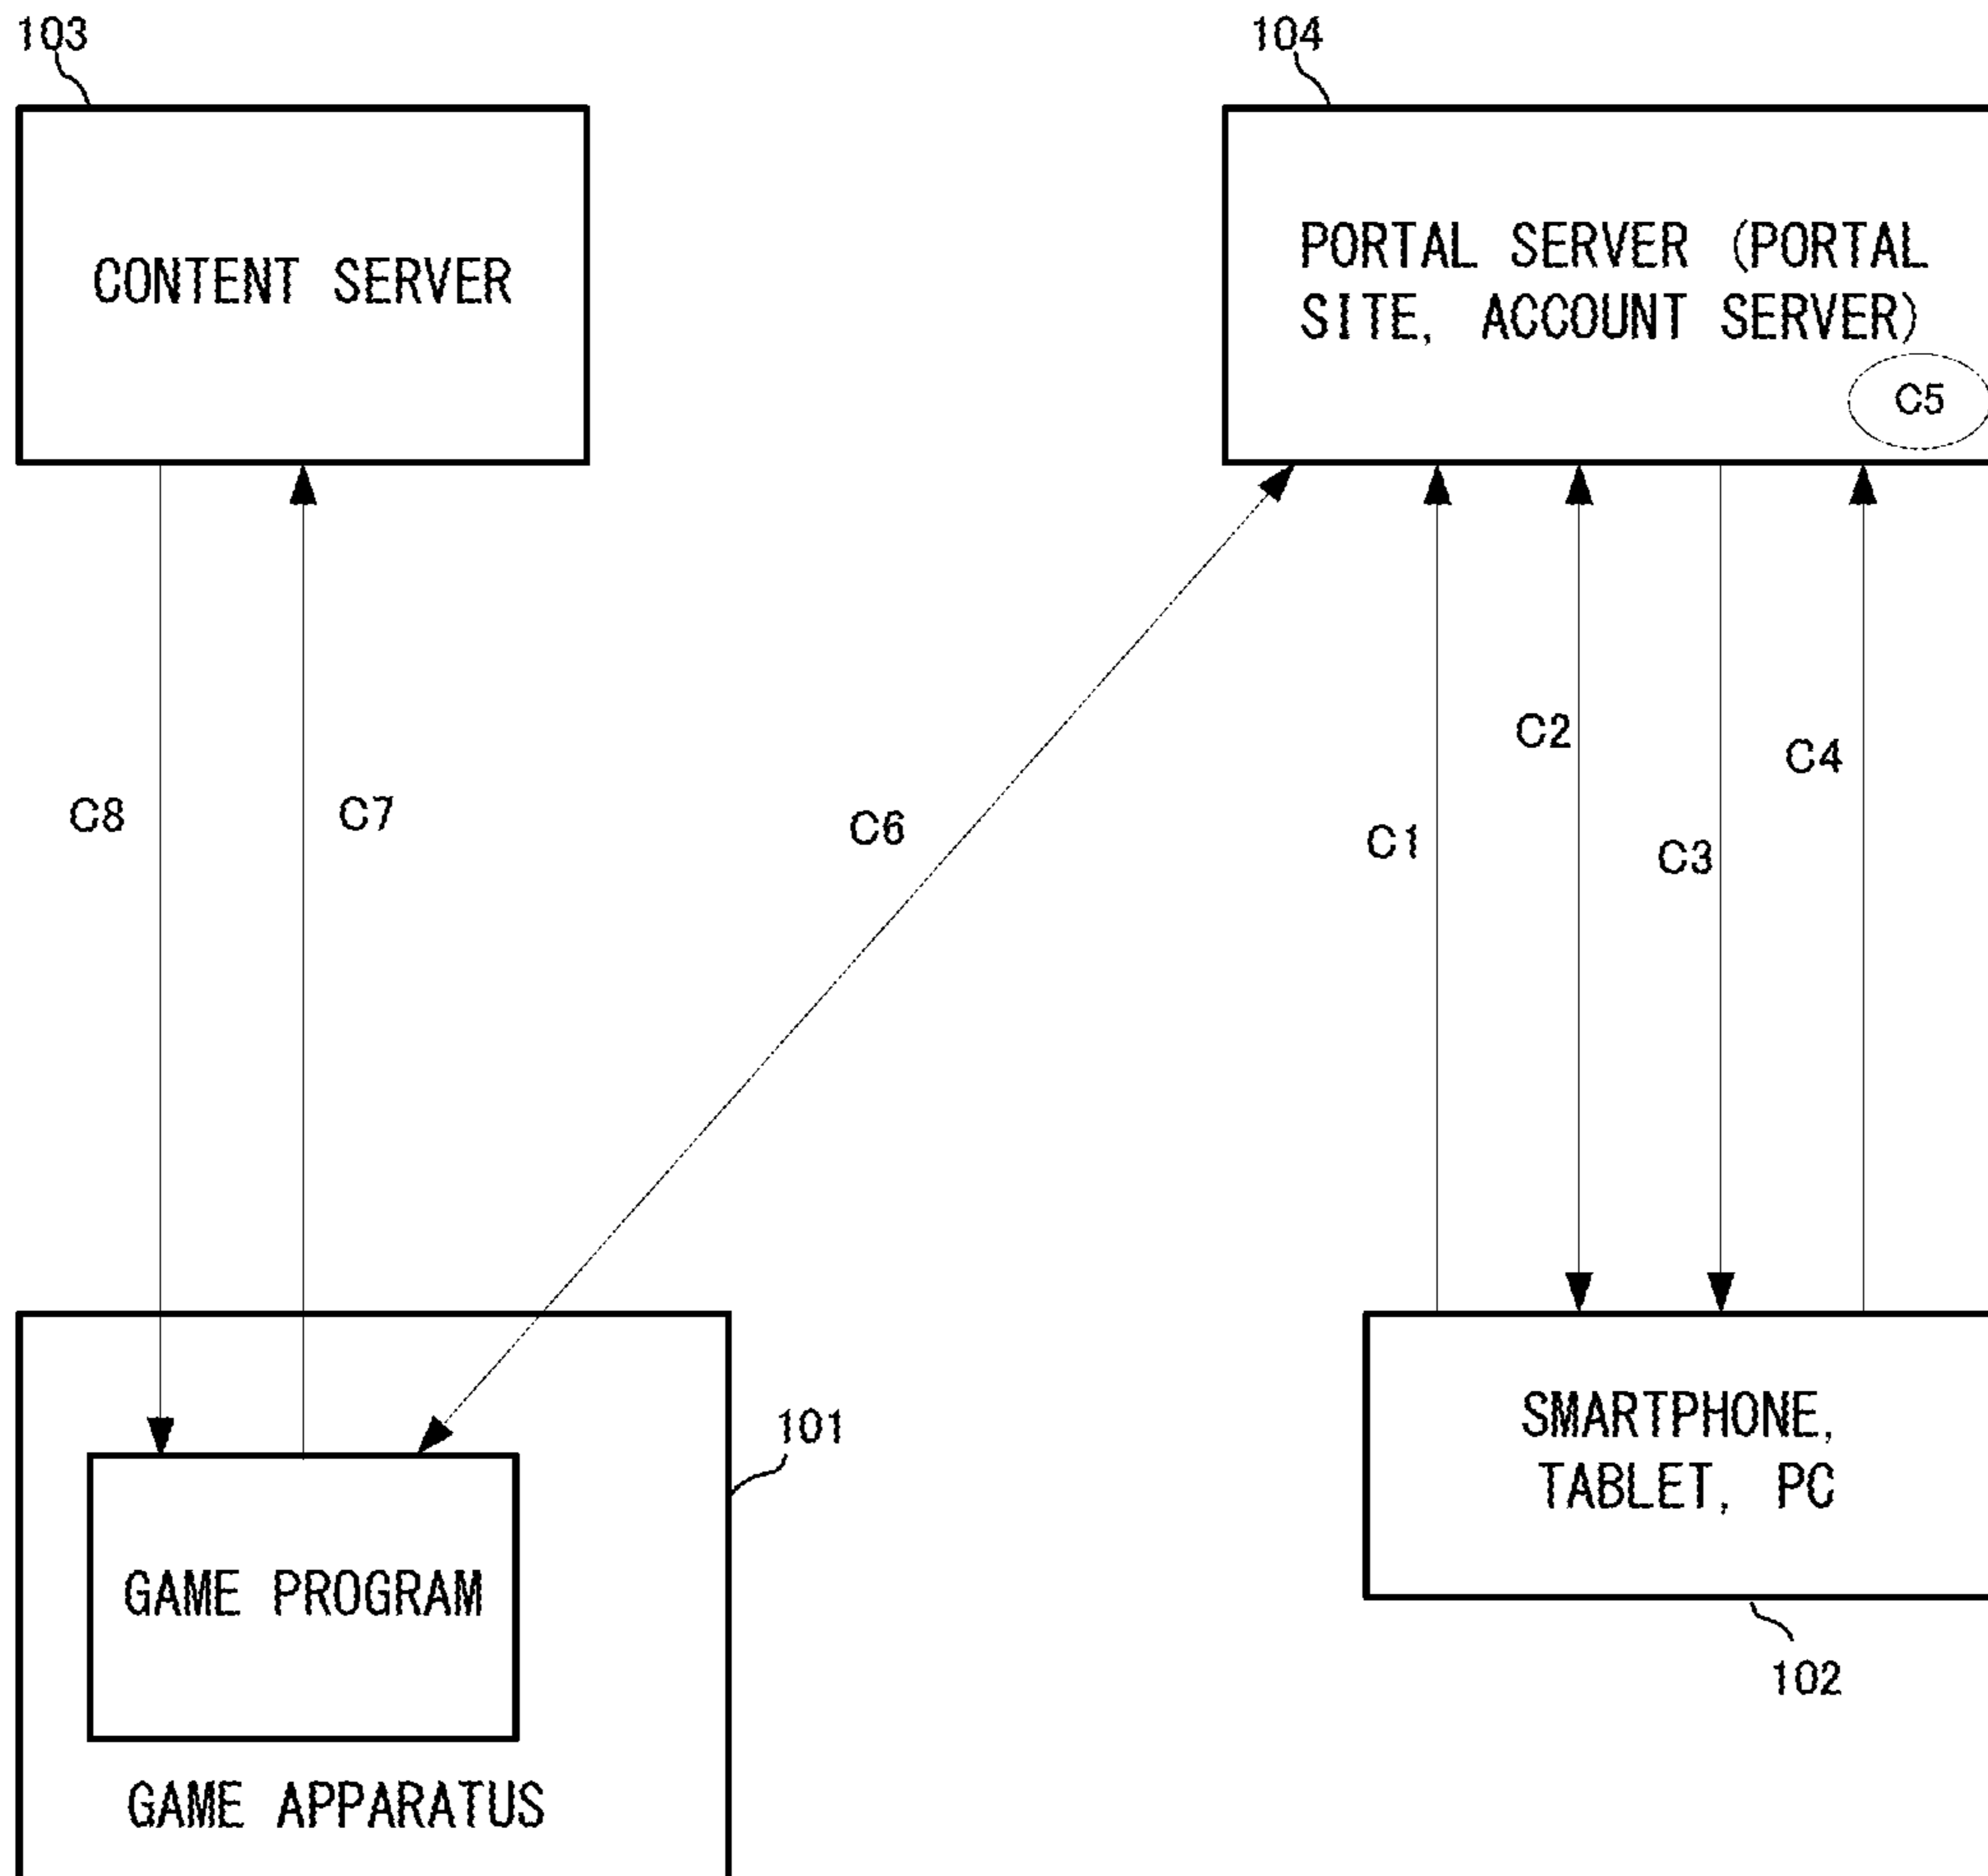 103
104
CONTENT SERVER
PORTAL SERVER (PORTAL
SITE, ACCOUNT SERVER)
C5
C8
C7
C6
C1
C2
C3
C4
101
SMARTPHONE,
TABLET, PC
GAME PROGRAM
102
GAME APPARATUS